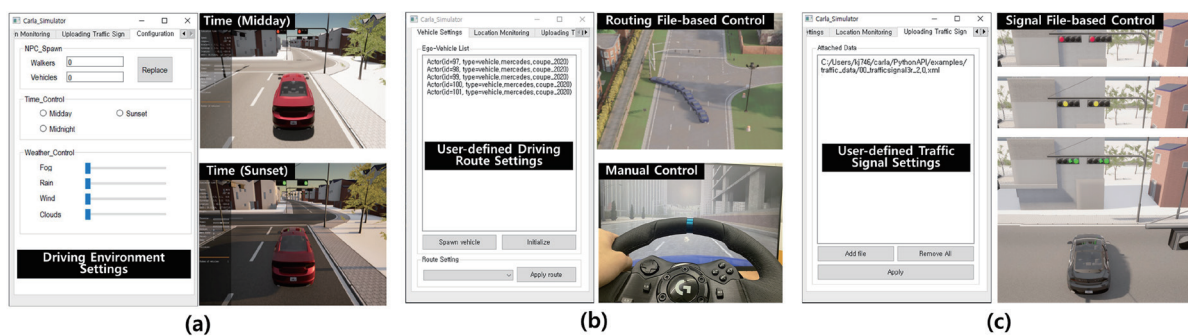 Carla_Simulator
n Monitoring Uploading Traffic Sign Configuration
NPC_Spawn
Walkers 0
Vehicles 0
Replace
Time_Control
Midday Sunset
Midnight
Weather_Control
Fog
Rain
Wind
Clouds
Driving Environment
Settings
Time (Midday)
Time (Sunset)
(a)
Carla_Simulator
Vehicle Settings Location Monitoring Uploading T
Ego-Vehicle List
Actor(id=97, type=vehicle,mercedes,coupe_2020)
Actor(id=98, type=vehicle,mercedes,coupe_2020)
Actor(id=99, type=vehicle,mercedes,coupe_2020)
Actor(id=100, type=vehicle,mercedes,coupe_2020)
Actor(id=101, type=vehicle,mercedes,coupe_2020)
User-defined Driving
Route Settings
Spawn vehicle Initialize
Route Setting
Apply route
Routing File-based Control
Manual Control
(b)
Carla_Simulator
ttings Location Monitoring Uploading Traffic Sign
Attached Data
C:/Users/kj746/carla/PythonAPI/examples/
traffic_data/00_trafficsignal3r_2,0,xml
User-defined Traffic
Signal Settings
Add file Remove All
Apply
Signal File-based Control
(c)